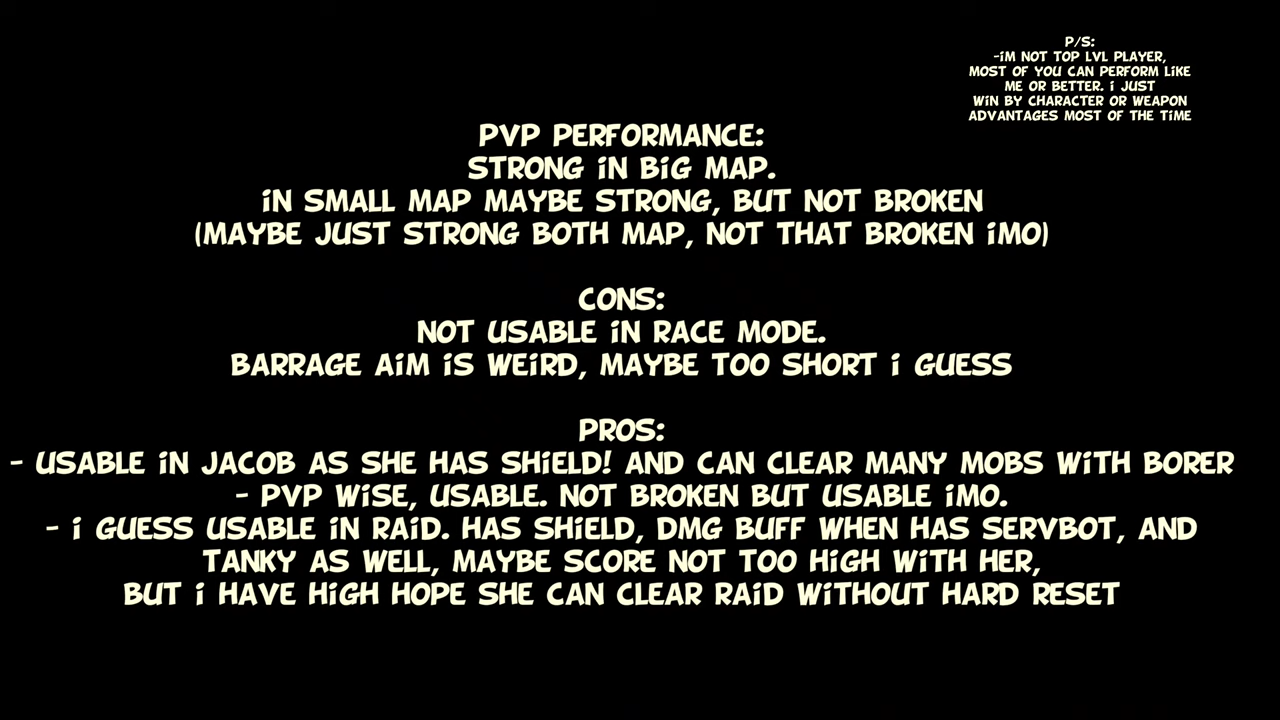 P/S:
-IM NOT TOP LVL PLAYER,
MOST OF YOU CAN PERFORM LIKE
ME OR BETTER. I JUST
WIN BY CHARACTER OR WEAPON
ADVANTAGES MOST OF THE TIME
PVP PERFORMANCE:
STRONG IN BIG MAP.
IN SMALL MAP MAYBE STRONG, BUT NOT BROKEN
(MAYBE JUST STRONG BOTH MAP, NOT THAT BROKEN IMO)
CONS:
NOT USABLE IN RACE MODE.
BARRAGE AIM IS WEIRD, MAYBE TOO SHORT I GUESS
PROS:
- USABLE IN JACOB AS SHE HAS SHIELD! AND CAN CLEAR MANY MOBS WITH BORER
- PVP WISE, USABLE. NOT BROKEN BUT USABLE IMO.
- I GUESS USABLE IN RAID. HAS SHIELD, DMG BUFF WHEN HAS SERVBOT, AND
TANKY AS WELL, MAYBE SCORE NOT TOO HIGH WITH HER,
BUT I HAVE HIGH HOPE SHE CAN CLEAR RAID WITHOUT HARD RESET